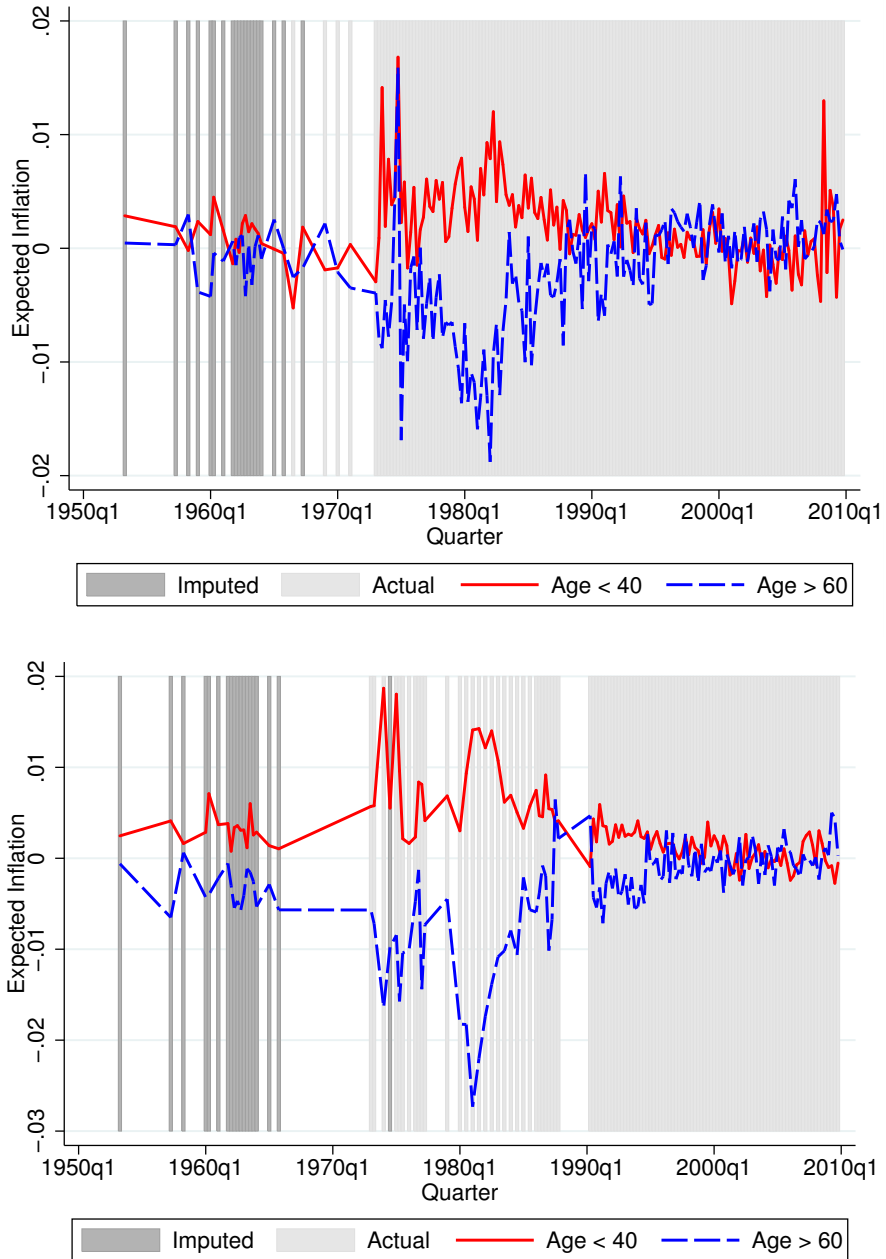 .02
.01
0
-.01
-.02
Expected Inflation
1950q1 1960q1 1970q1 1980q1 1990q1 2000q1 2010q1
Quarter
Imputed Actual Age < 40 Age > 60
.02
.01
0
-.01
-.02
-.03
Expected Inflation
1950q1 1960q1 1970q1 1980q1 1990q1 2000q1 2010q1
Quarter
Imputed Actual Age < 40 Age > 60